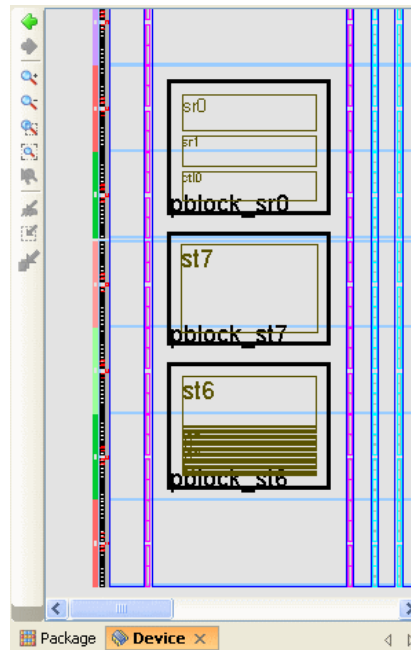 sr0
sr1
ctl0
pblock_sr0
st7
pblock_st7
st6
pblock_st6
Package
Device